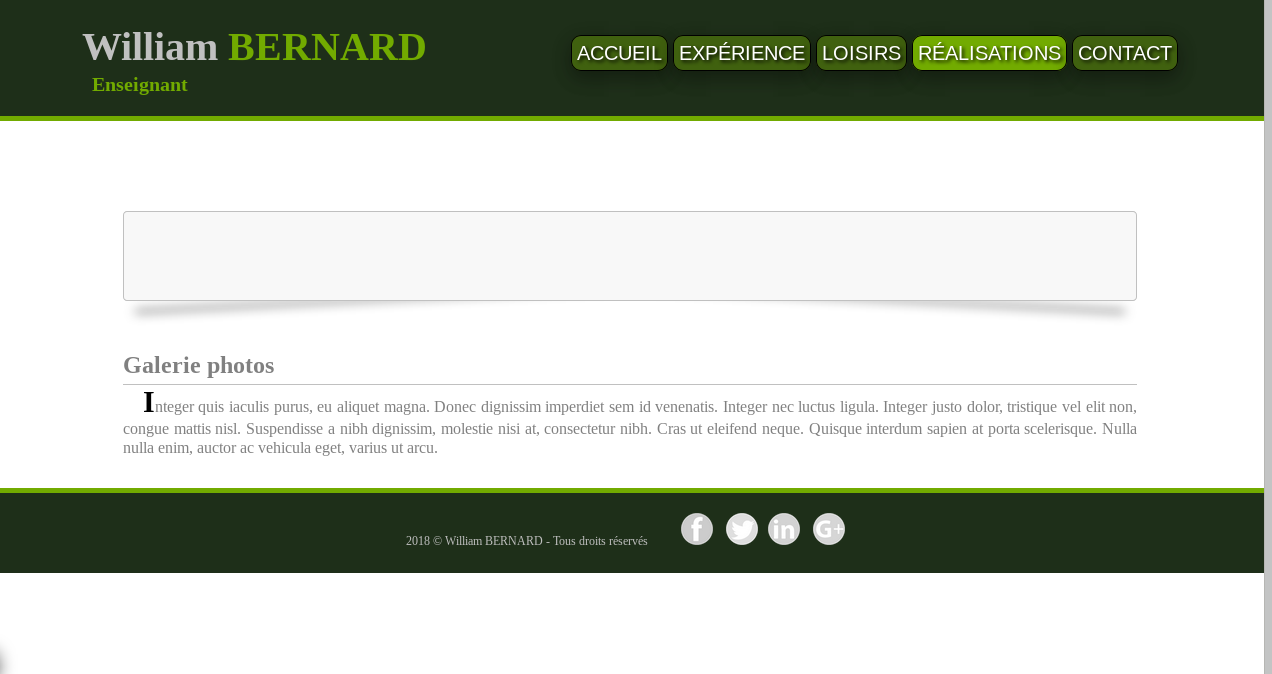 William BERNARD
Enseignant
ACCUEIL EXPÉRIENCE LOISIRS RÉALISATIONS CONTACT
Galerie photos
Integer quis iaculis purus, eu aliquet magna. Donec dignissim imperdiet sem id venenatis. Integer nec luctus ligula. Integer justo dolor, tristique vel elit non,
congue mattis nisl. Suspendisse a nibh dignissim, molestie nisi at, consectetur nibh. Cras ut eleifend neque. Quisque interdum sapien at porta scelerisque. Nulla
nulla enim, auctor ac vehicula eget, varius ut arcu.
2018 © William BERNARD - Tous droits réservés
f in G+